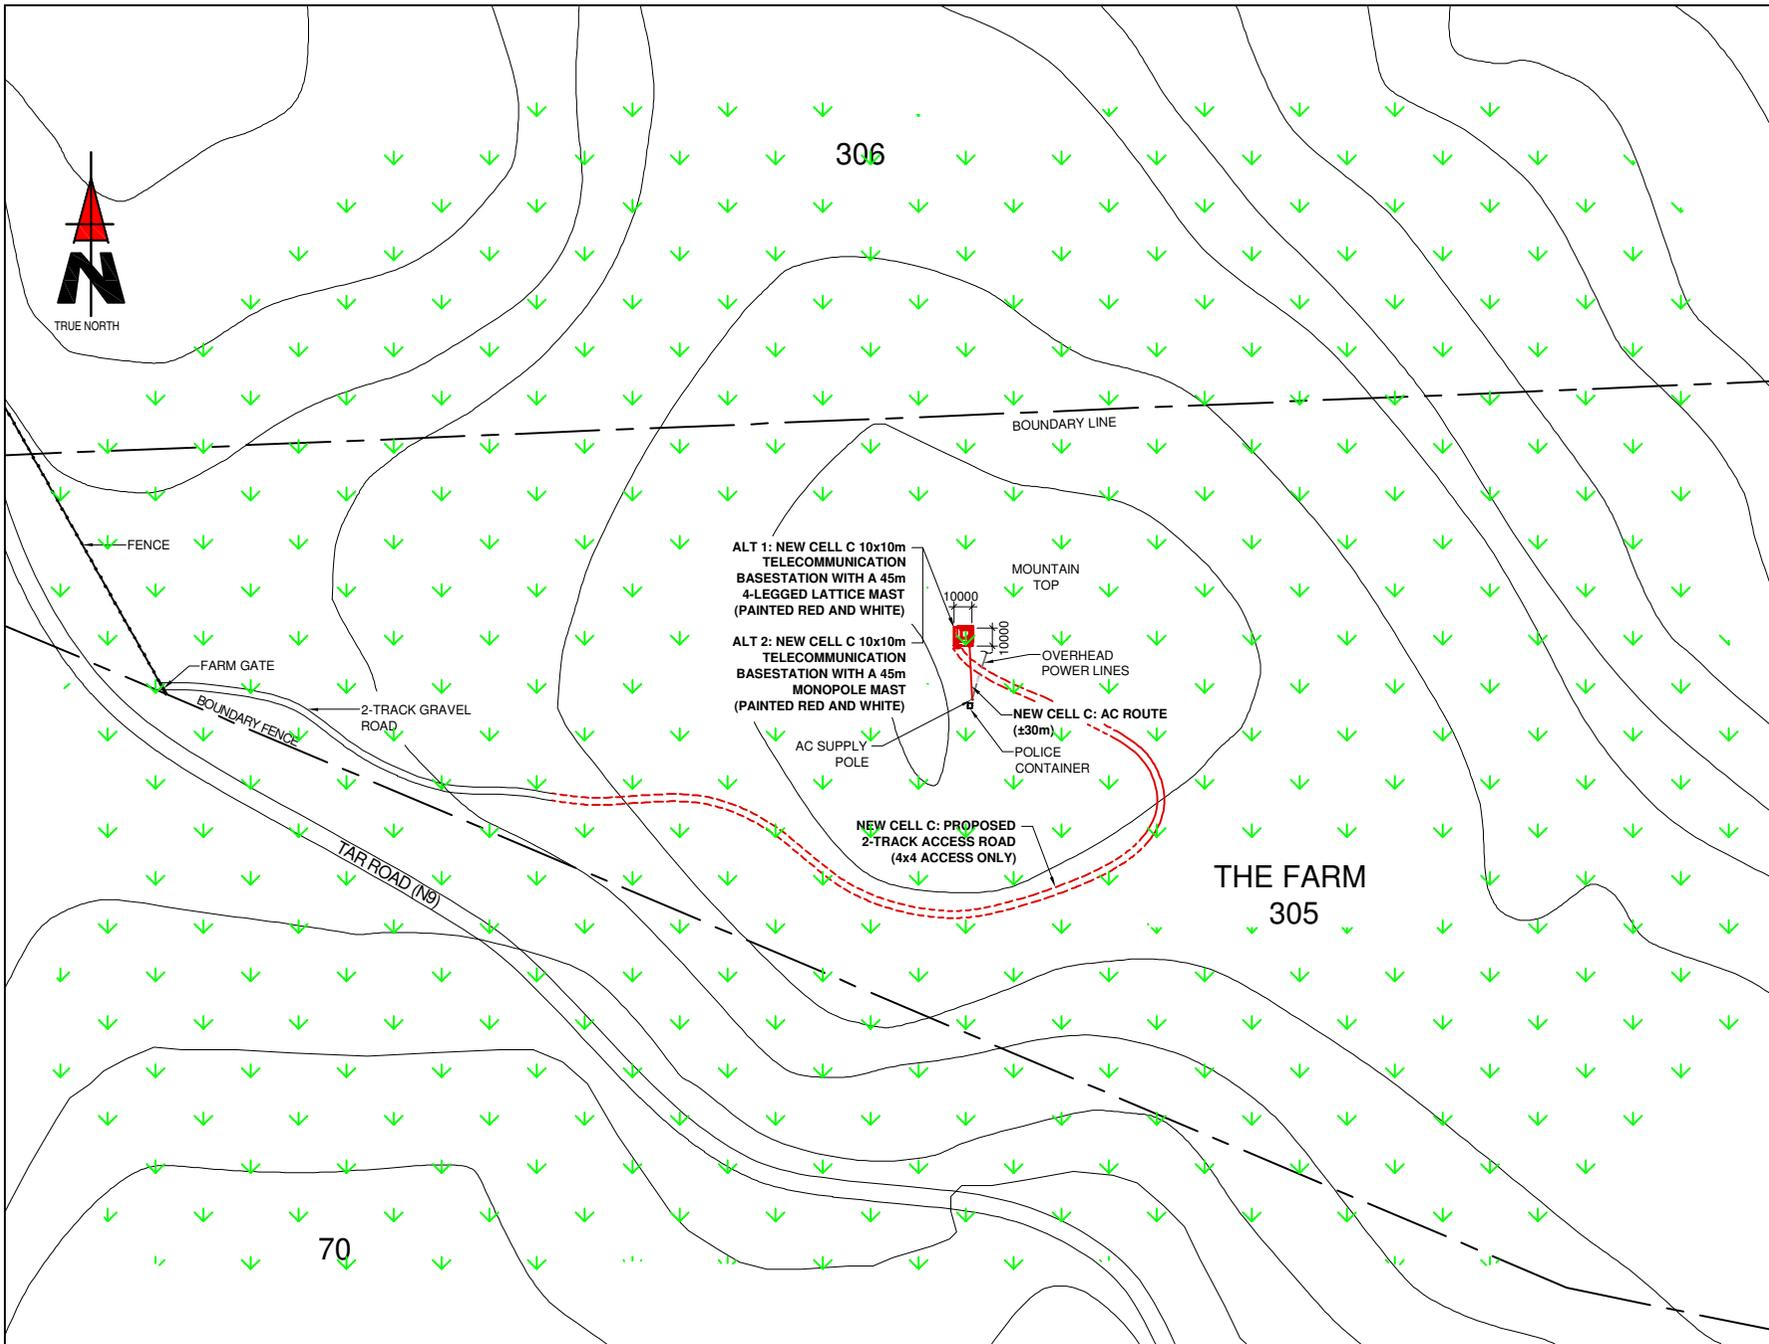 306
N
TRUE NORTH
BOUNDARY LINE
FENCE
ALT 1: NEW CELL C 10x10m
TELECOMMUNICATION
BASESTATION WITH A 45m
4-LEGGED LATTICE MAST
(PAINTED RED AND WHITE)
MOUNTAIN
TOP
10000
10000
ALT 2: NEW CELL C 10x10m
TELECOMMUNICATION
BASESTATION WITH A 45m
MONOPOLE MAST
(PAINTED RED AND WHITE)
OVERHEAD
POWER LINES
FARM GATE
BOUNDARY FENCE
2-TRACK GRAVEL
ROAD
NEW CELL C: AC ROUTE
(±30m)
AC SUPPLY
POLE
POLICE
CONTAINER
NEW CELL C: PROPOSED
2-TRACK ACCESS ROAD
(4x4 ACCESS ONLY)
TAR ROAD (N9)
THE FARM
305
70